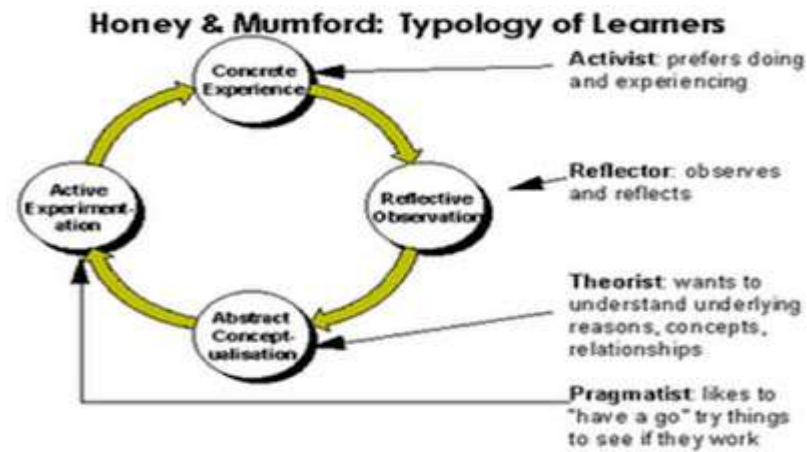 Honey & Mumford: Typology of Learners
Concrete
Experience
Activist: prefers doing
and experiencing
Active
Experiment-
ation
Reflective
Observation
Reflector: observes
and reflects
Abstract
Concept-
ualisation
Theorist: wants to
understand underlying
reasons, concepts,
relationships
Pragmatist: likes to
"have a go" try things
to see if they work